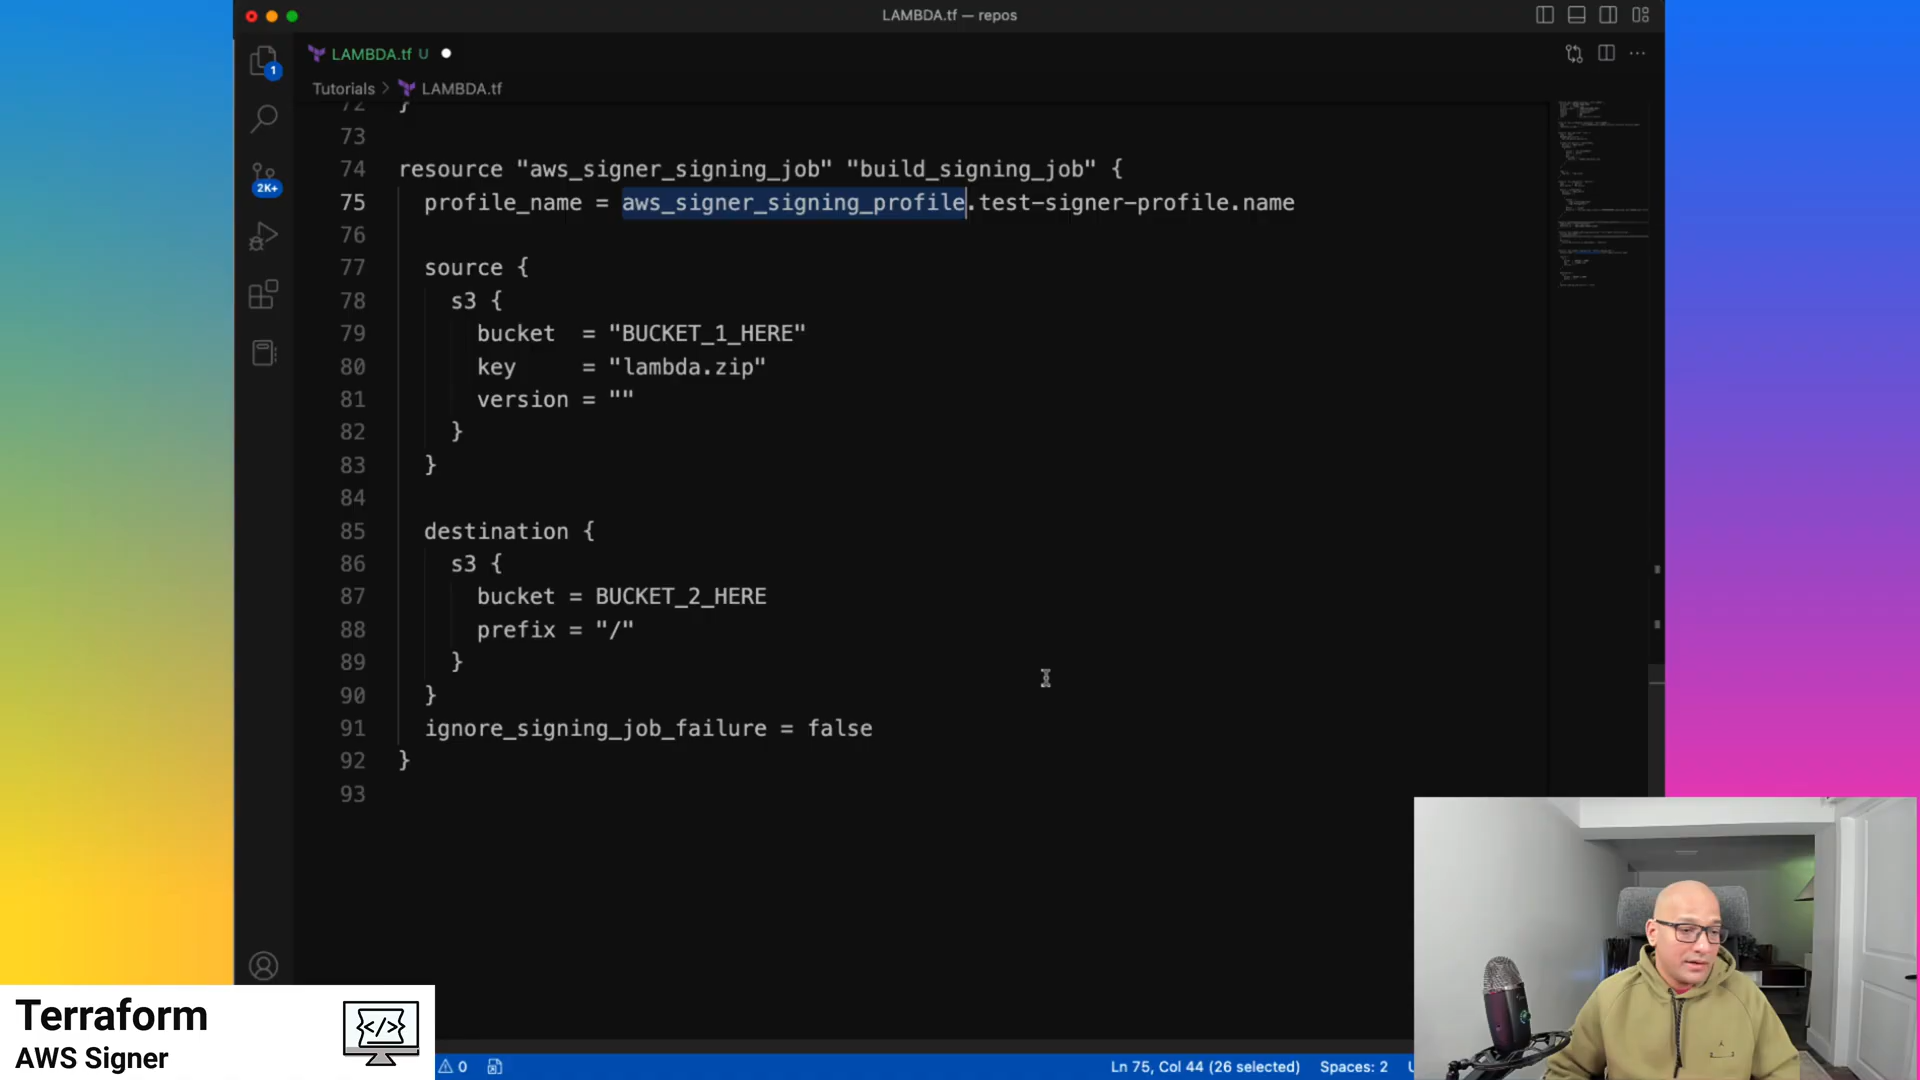 LAMBDA.tf — repos
LAMBDA.tf U
Tutorials > LAMBDA.tf
1
2K+
72 }
73
74 resource "aws_signer_signing_job" "build_signing_job" {
75 profile_name = aws_signer_signing_profile.test-signer-profile.name
76
77 source {
78 s3 {
79 bucket = "BUCKET_1_HERE"
80 key = "lambda.zip"
81 version = ""
82 }
83 }
84
85 destination {
86 s3 {
87 bucket = BUCKET_2_HERE
88 prefix = "/"
89 }
90 }
91 ignore_signing_job_failure = false
92 }
93
Terraform
</>
AWS Signer
0
Ln 75, Col 44 (26 selected) Spaces: 2